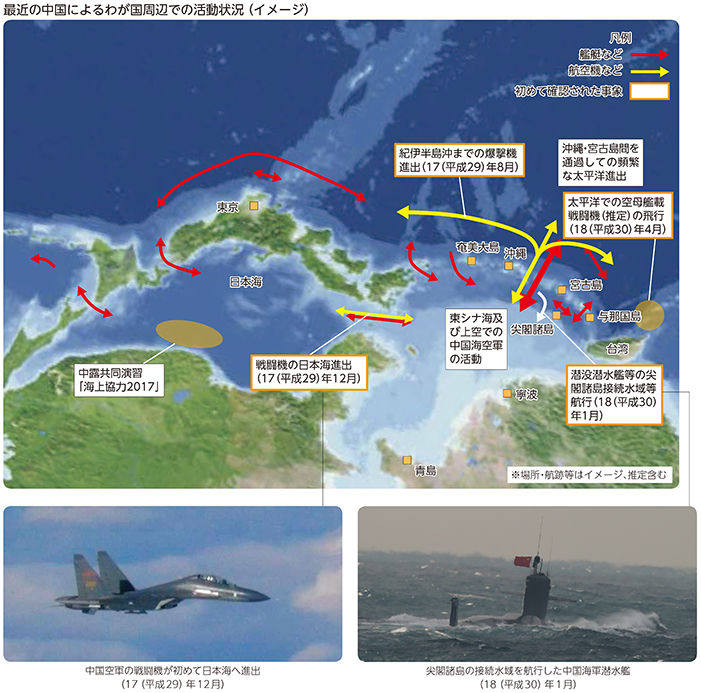 最近の中国によるわが国周辺での活動状況（イメージ）
凡例
艦艇など
航空機など
初めて確認された事象
紀伊半島沖までの爆撃機
進出（17（平成29）年8月）
沖縄・宮古島間を
通過しての頻繁
な太平洋進出
太平洋での空母艦載
戦闘機（推定）の飛行
（18（平成30）年4月）
東京
奄美大島
沖縄
日本海
宮古島
与那国島
尖閣諸島
台湾
東シナ海及
び上空での
中国海空軍
の活動
中露共同演習
「海上協力2017」
戦闘機の日本海進出
（17（平成29）年12月）
潜没潜水艦等の尖
閣諸島接続水域等
航行（18（平成30）
年1月）
寧波
青島
※場所・航跡等はイメージ、推定含む
中国空軍の戦闘機が初めて日本海へ進出
（17（平成29）年12月）
尖閣諸島の接続水域を航行した中国海軍潜水艦
（18（平成30）年1月）